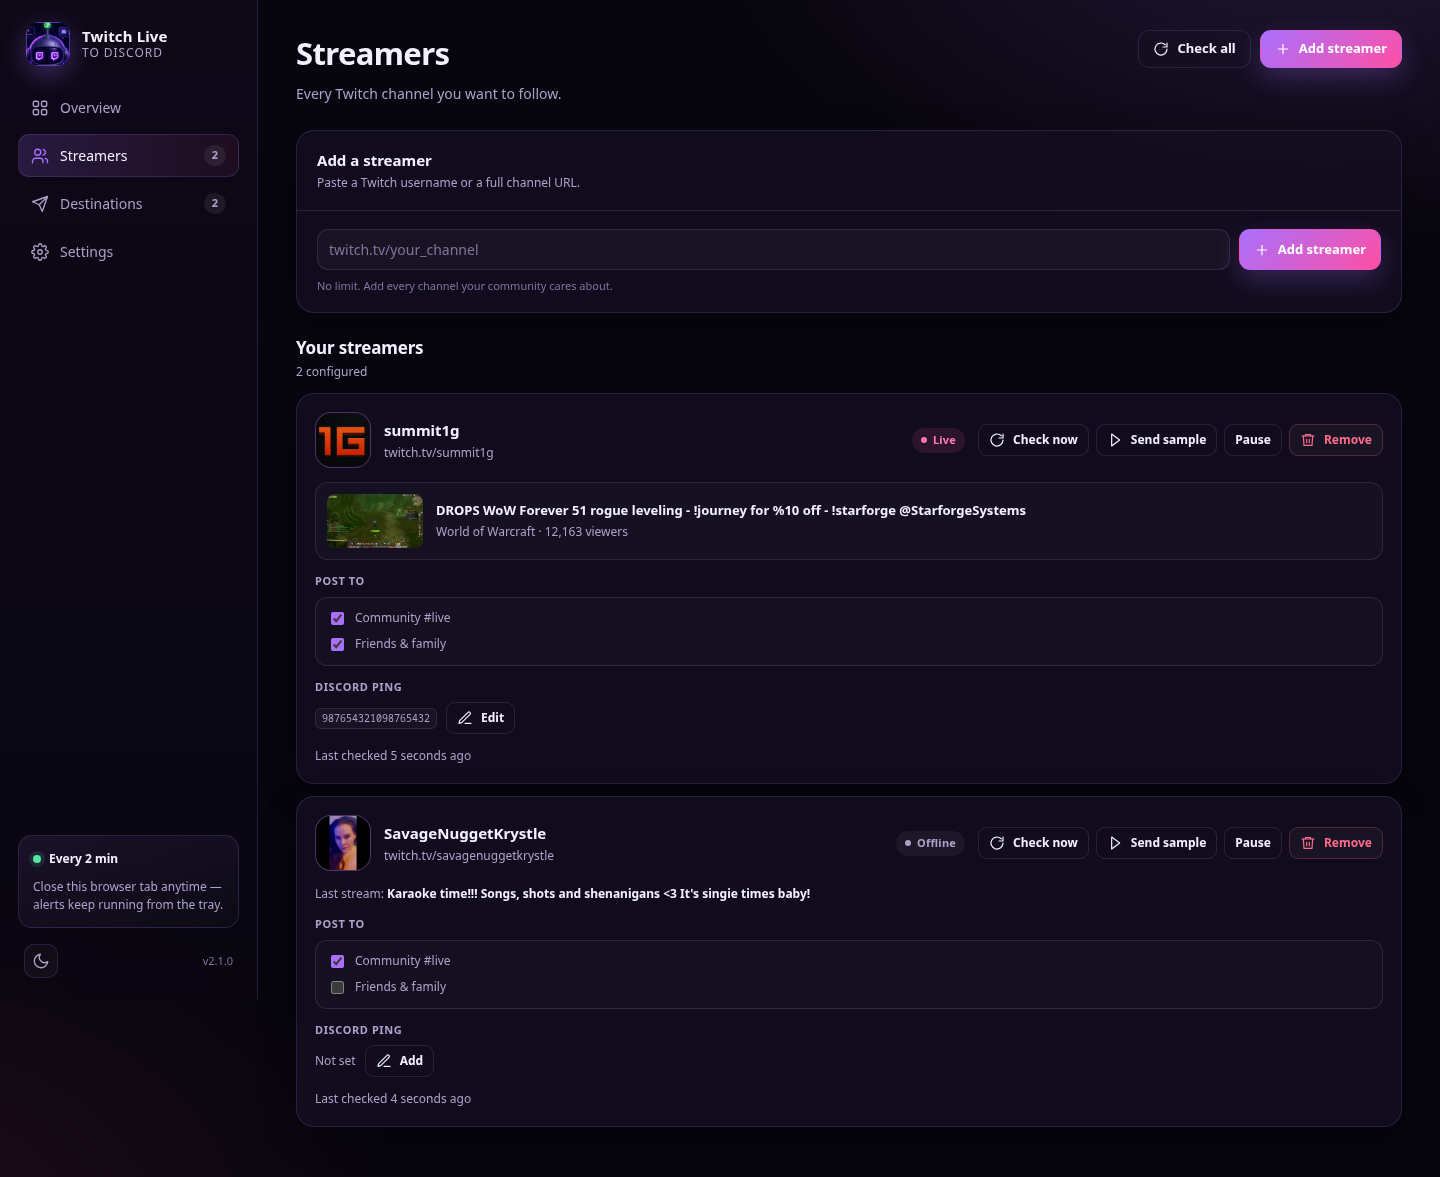 Twitch Live
TO DISCORD
Overview
Streamers 2
Destinations 2
Settings
Every 2 min
Close this browser tab anytime —
alerts keep running from the tray.
v2.1.0
Streamers
Every Twitch channel you want to follow.
Check all
Add streamer
Add a streamer
Paste a Twitch username or a full channel URL.
twitch.tv/your_channel
Add streamer
No limit. Add every channel your community cares about.
Your streamers
2 configured
1G
summit1g
twitch.tv/summit1g
Live
Check now
Send sample
Pause
Remove
DROPS WoW Forever 51 rogue leveling - !journey for %10 off - !starforge @StarforgeSystems
World of Warcraft · 12,163 viewers
POST TO
Community #live
Friends & family
DISCORD PING
987654321098765432
Edit
Last checked 5 seconds ago
SavageNuggetKrystle
twitch.tv/savagenuggetkrystle
Offline
Check now
Send sample
Pause
Remove
Last stream: Karaoke time!!! Songs, shots and shenanigans <3 It's singie times baby!
POST TO
Community #live
Friends & family
DISCORD PING
Not set
Add
Last checked 4 seconds ago